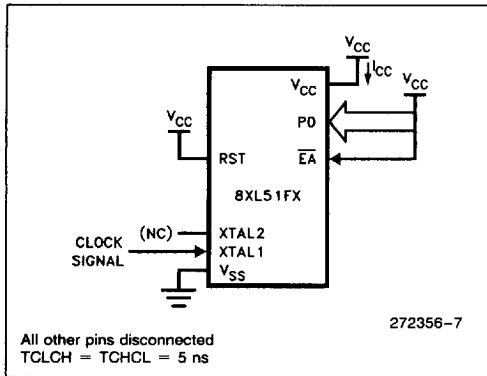 VCC
ICC
VCC
VCC
VCC
P0
RST
EA
8XL51FX
(NC)
XTAL2
CLOCK
SIGNAL
XTAL1
VSS
272356-7
All other pins disconnected
TCLCH = TCHCL = 5 ns